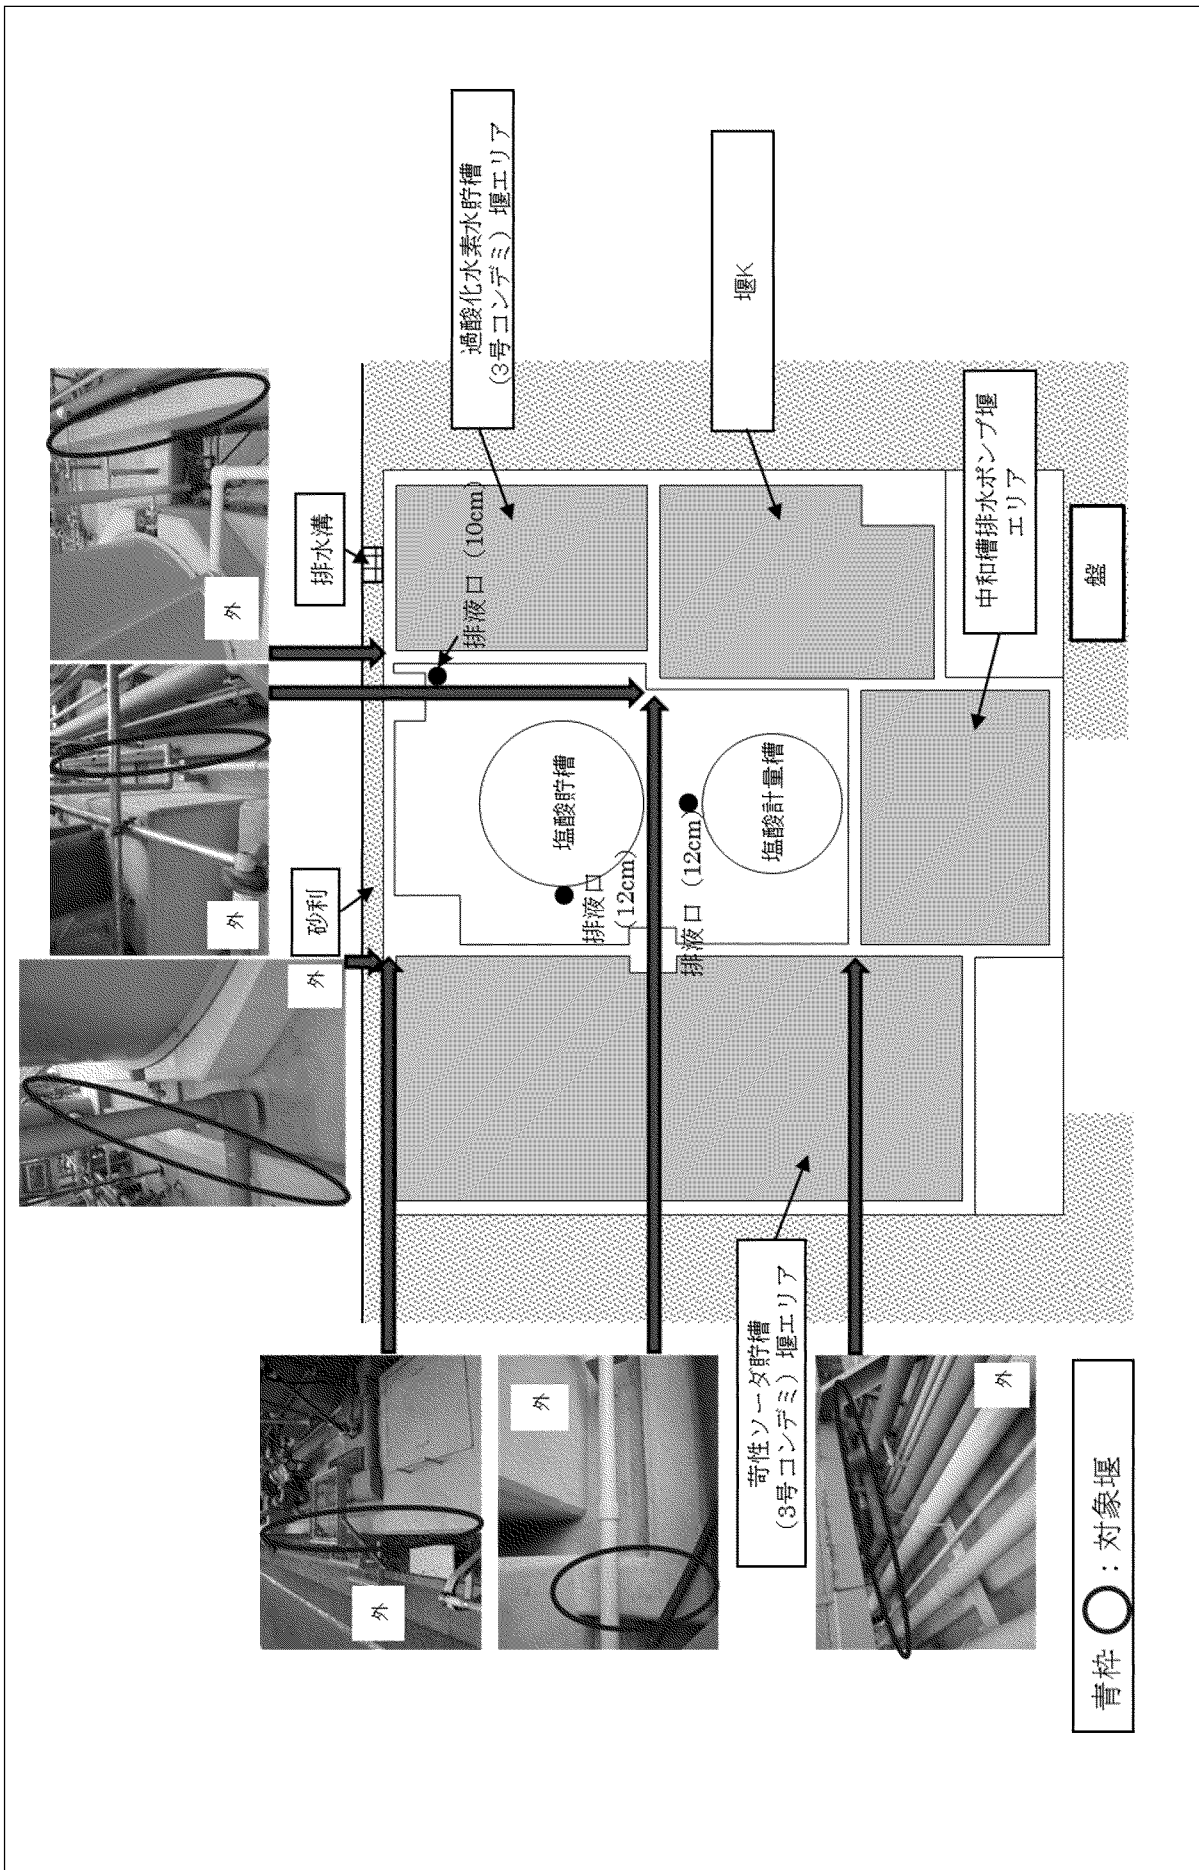 外
外
外
排水溝
砂利
過酸化水素水貯槽
(3号コンデミ) 堰エリア
堰K
中和槽排水ポンプ堰
エリア
盤
排液口 (10cm)
塩酸貯槽
排液口
(12cm)
塩酸計量槽
排液口 (12cm)
苛性ソーダ貯槽
(3号コンデミ) 堰エリア
外
外
外
青枠 ○ : 対象堰